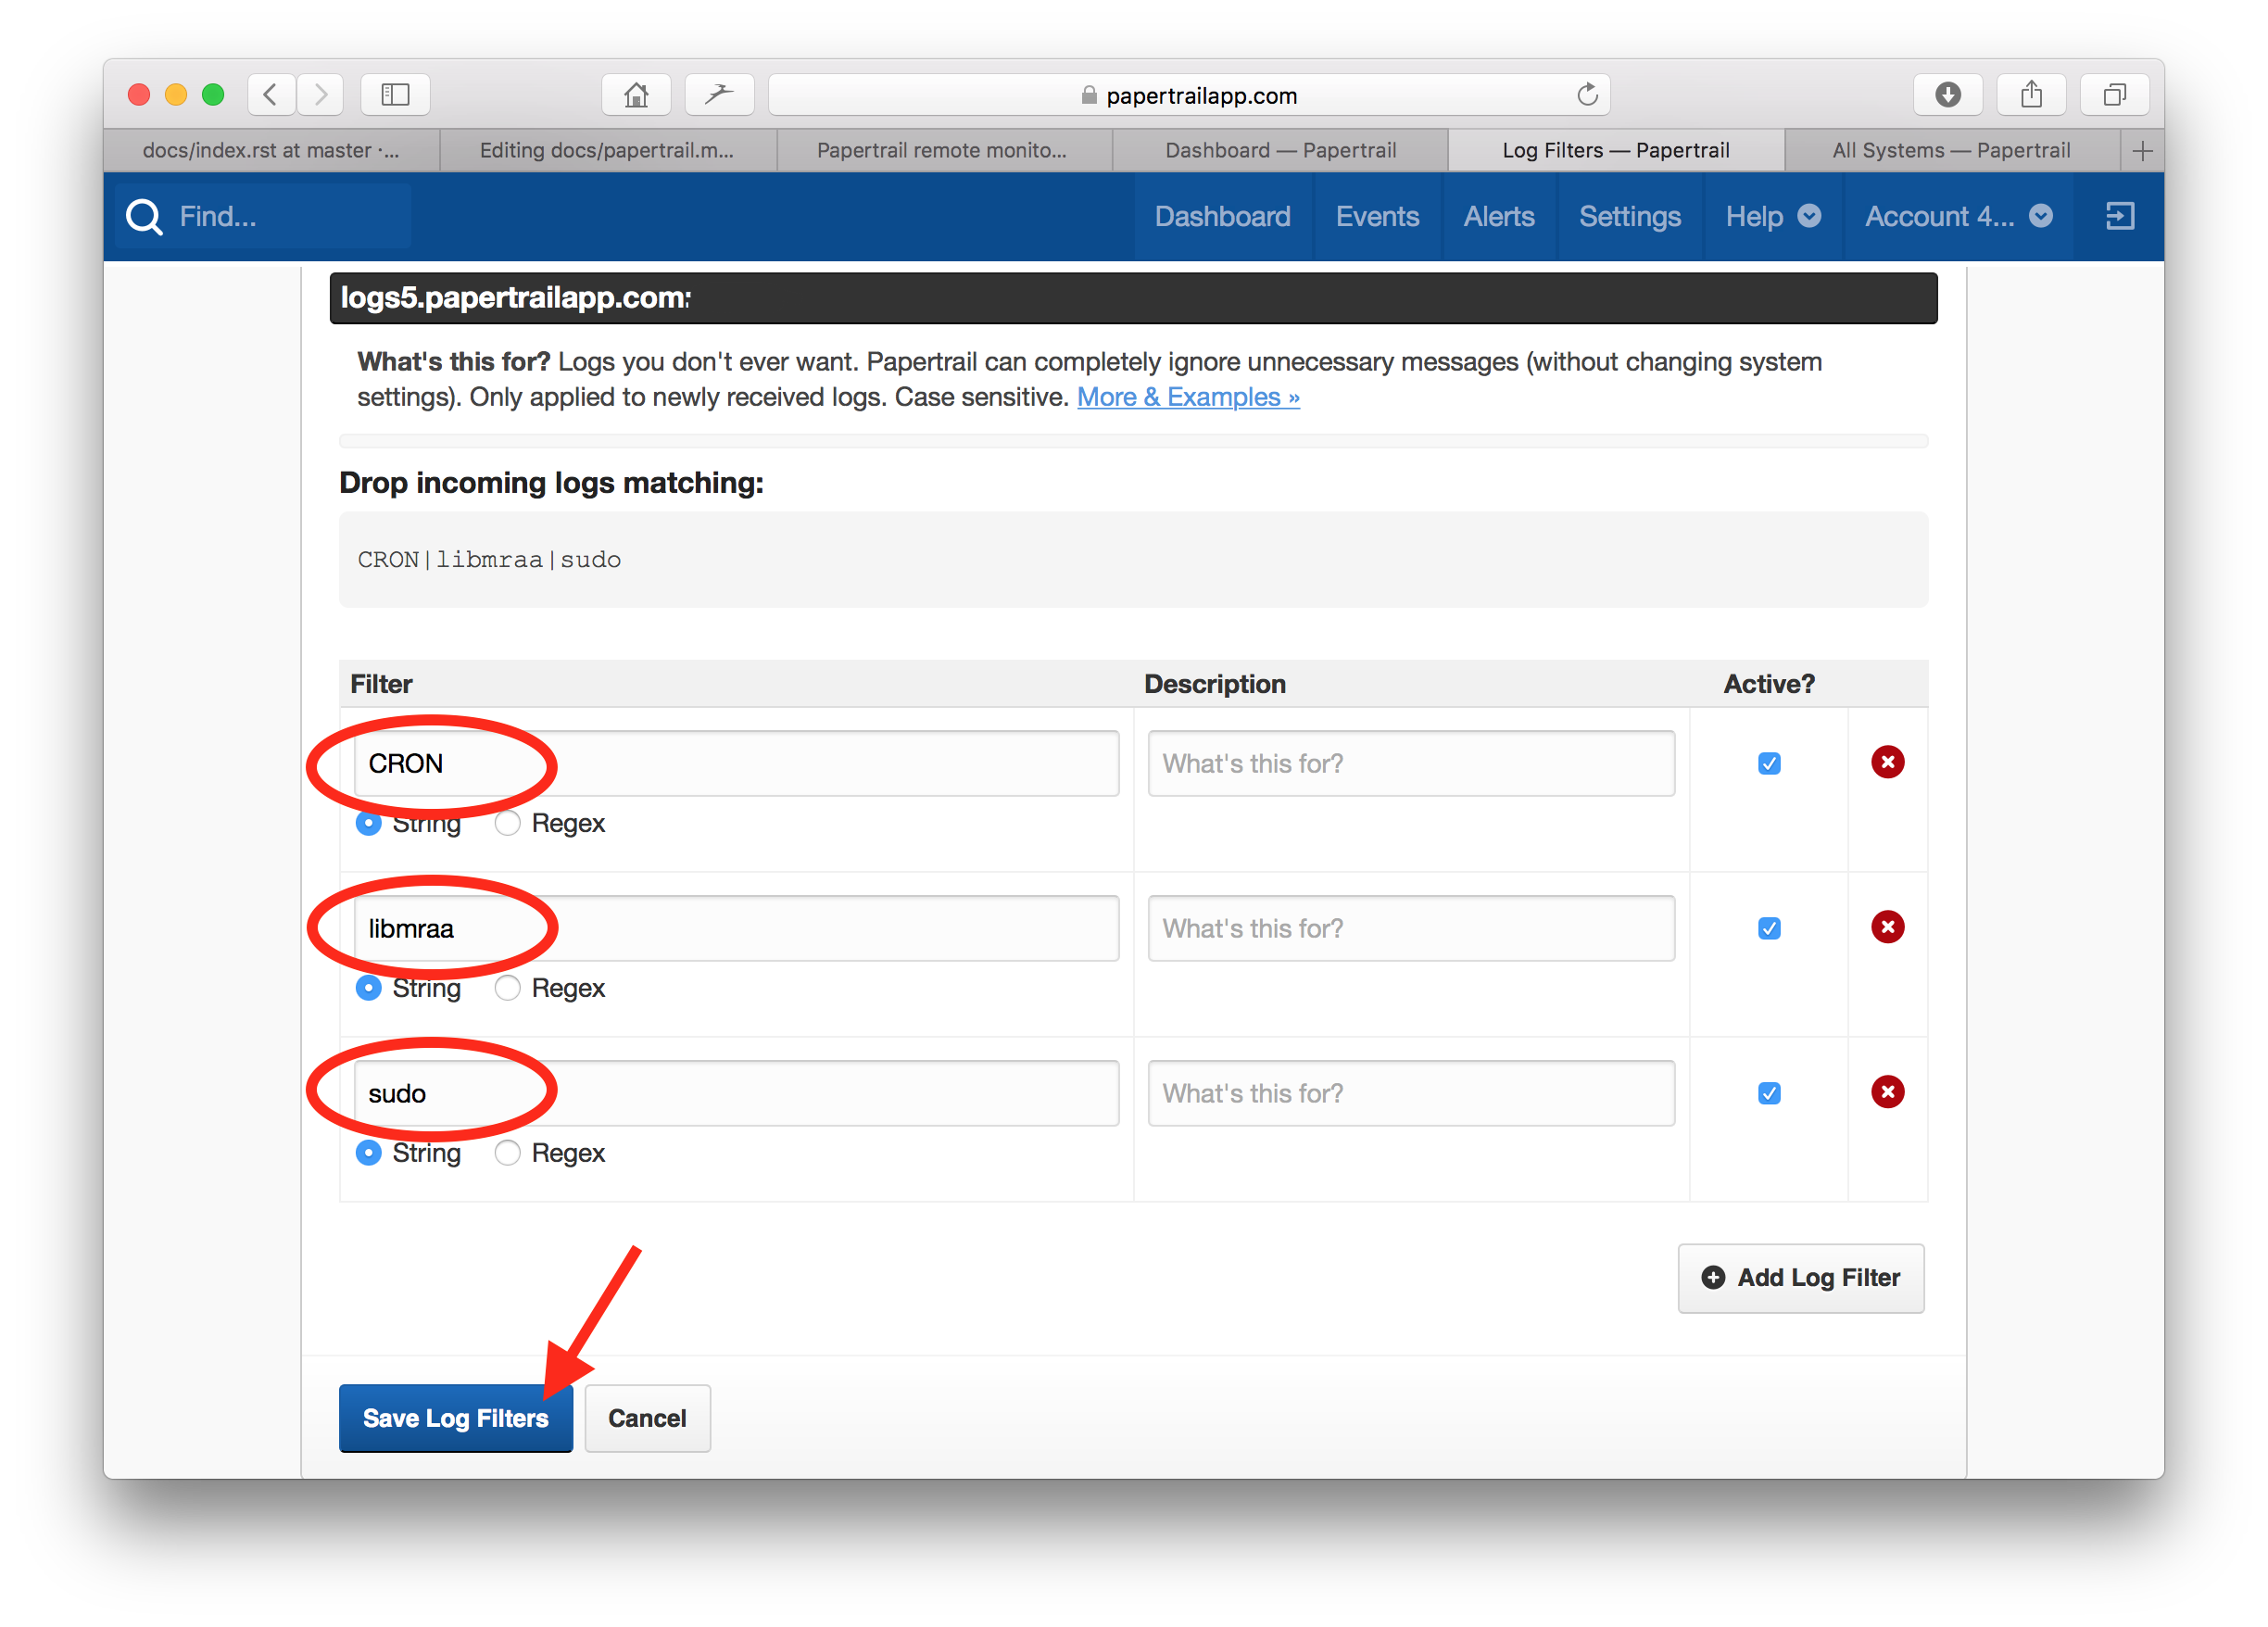 papertrailapp.com
docs/index.rst at master ·...
Editing docs/papertrail.m...
Papertrail remote monito...
Dashboard — Papertrail
Log Filters — Papertrail
All Systems — Papertrail
Find...
Dashboard
Events
Alerts
Settings
Help
Account 4...
logs5.papertrailapp.com:
What's this for? Logs you don't ever want. Papertrail can completely ignore unnecessary messages (without changing system
settings). Only applied to newly received logs. Case sensitive. More & Examples »
Drop incoming logs matching:
CRON|libmraa|sudo
Filter
Description
Active?
CRON
What's this for?
String
Regex
libmraa
What's this for?
String
Regex
sudo
What's this for?
String
Regex
Add Log Filter
Save Log Filters
Cancel